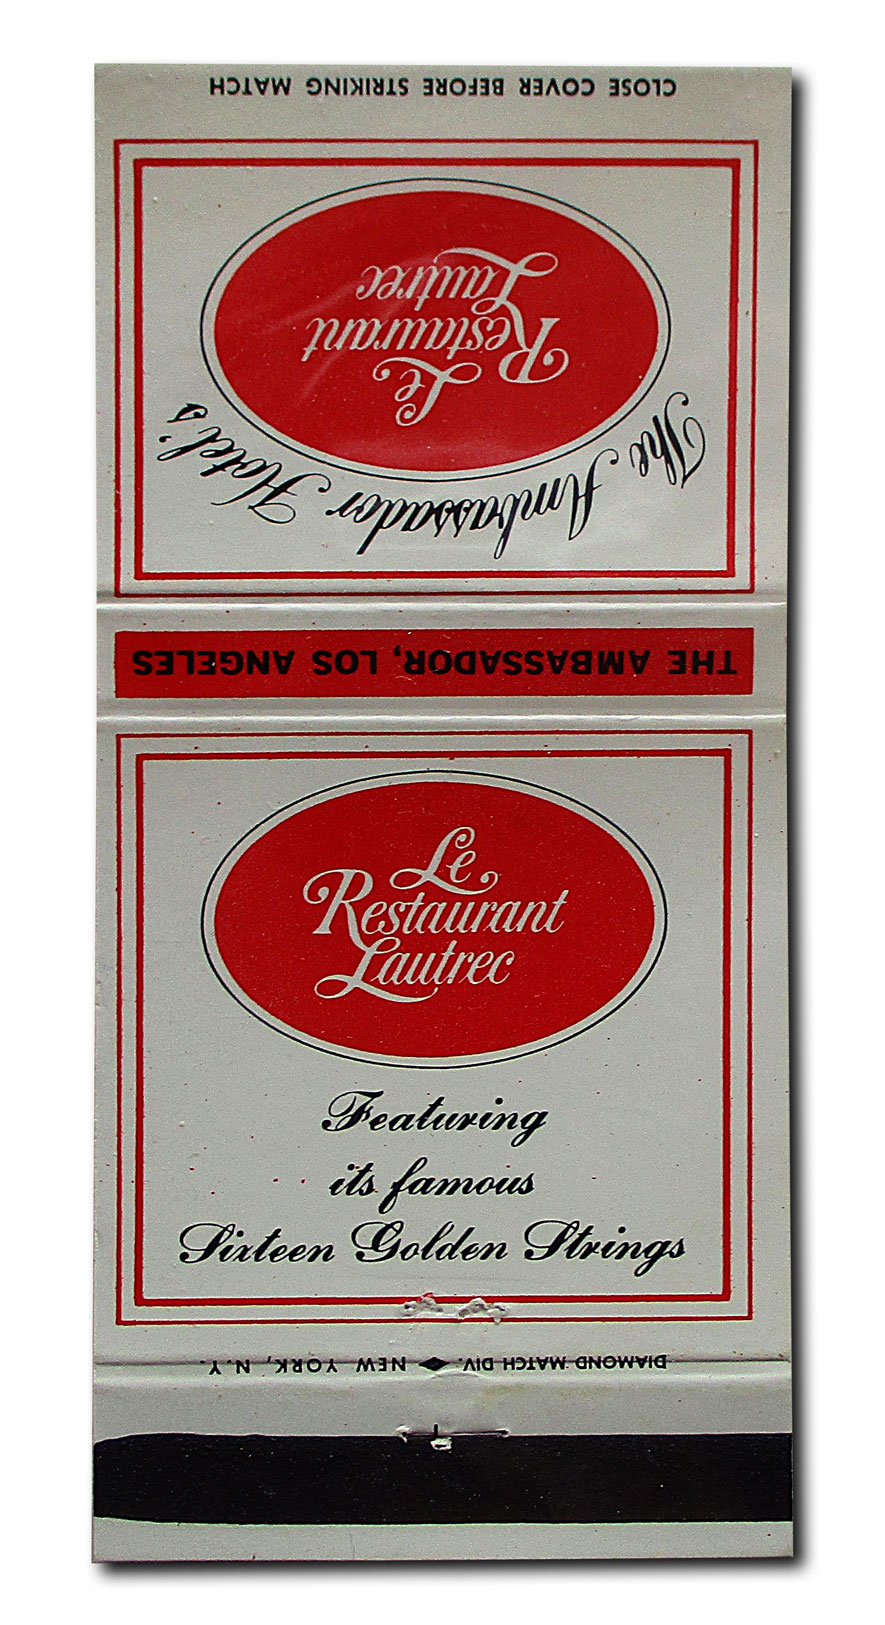 CLOSE COVER BEFORE STRIKING MATCH
The Ambassador Hotel's
Le
Restaurant
Lautrec
THE AMBASSADOR, LOS ANGELES
Le
Restaurant
Lautrec
Featuring
its famous
Sixteen Golden Strings
DIAMOND MATCH DIV. NEW YORK, N.Y.